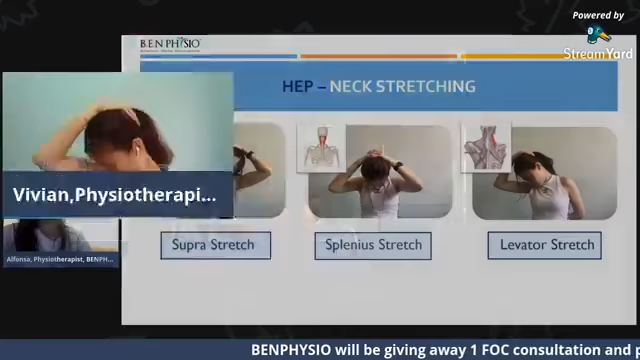 Powered by
StreamYard
B.E.N PHYSIO
HEP – NECK STRETCHING
Vivian,Physiotherapi...
Alfonsa, Physiotherapist, BENPH...
Supra Stretch
Splenius Stretch
Levator Stretch
BENPHYSIO will be giving away 1 FOC consultation and p